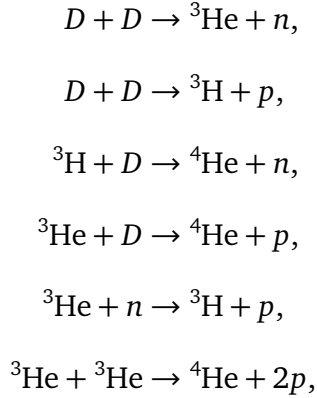 D + D → ³He + n,
D + D → ³H + p,
³H + D → ⁴He + n,
³He + D → ⁴He + p,
³He + n → ³H + p,
³He + ³He → ⁴He + 2p,